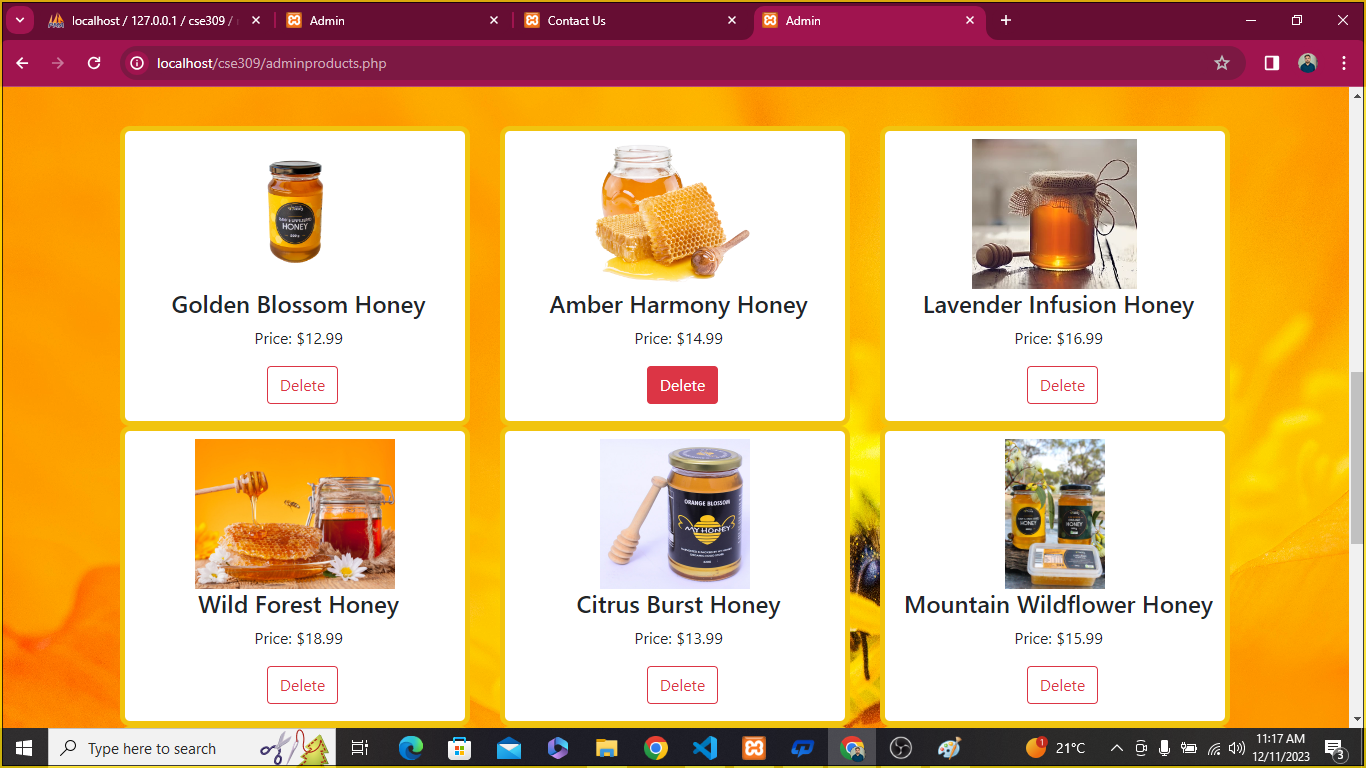 localhost / 127.0.0.1 / cse309 /
Admin
Contact Us
Admin
localhost/cse309/adminproducts.php
HONEY
Golden Blossom Honey
Price: $12.99
Delete
Amber Harmony Honey
Price: $14.99
Delete
Lavender Infusion Honey
Price: $16.99
Delete
Wild Forest Honey
Price: $18.99
Delete
ORANGE BLOSSOM
MY HONEY
Citrus Burst Honey
Price: $13.99
Delete
HONEY
HONEY
Mountain Wildflower Honey
Price: $15.99
Delete
Type here to search
1
21°C
11:17 AM
12/11/2023
3